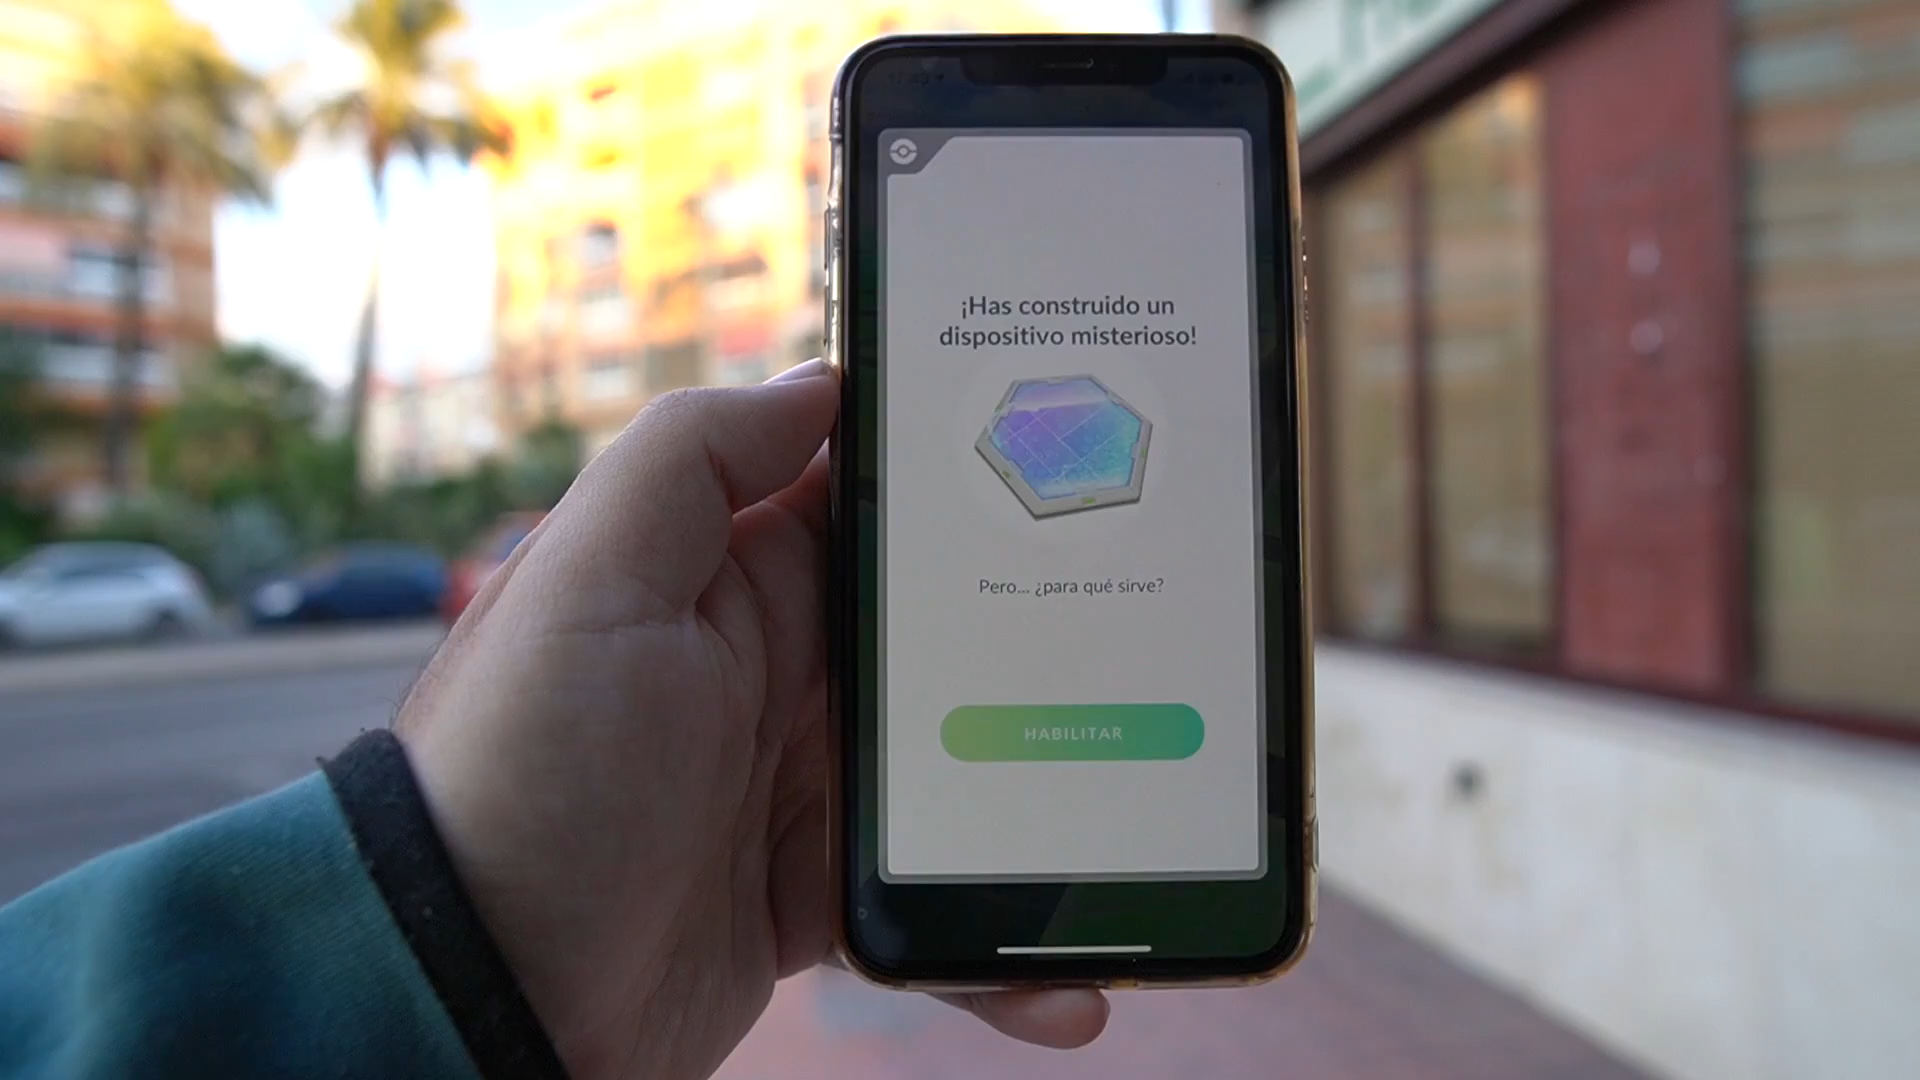 ¡Has construido un
dispositivo misterioso!
Pero... ¿para qué sirve?
HABILITAR